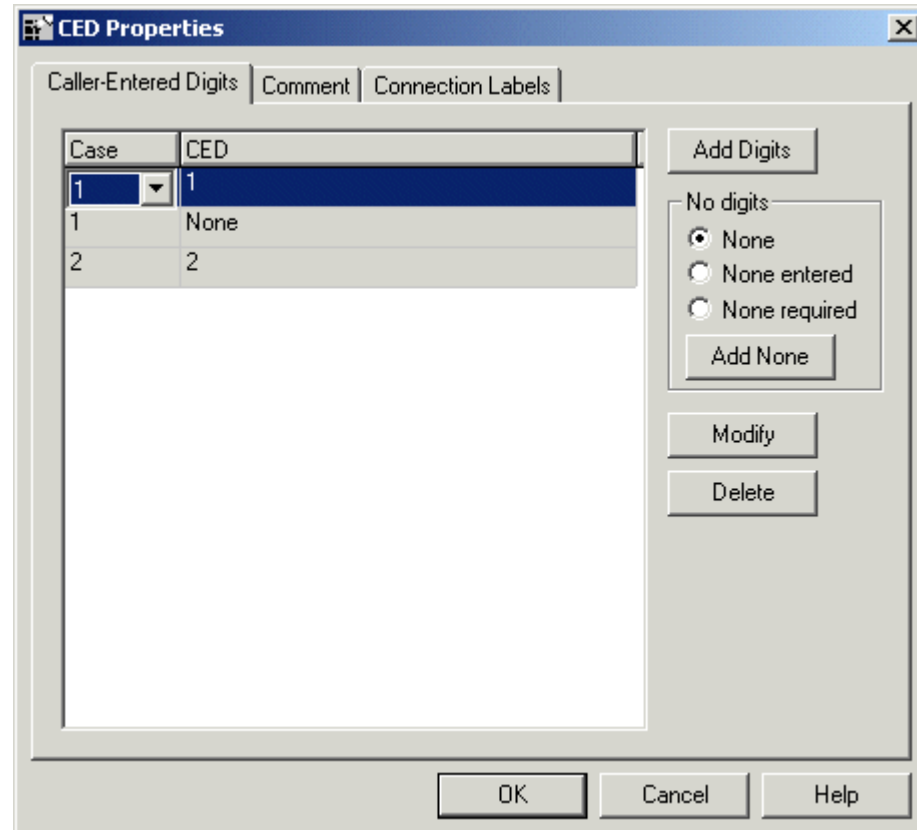 CED Properties
Caller-Entered Digits Comment Connection Labels
Case CED
1 1
1 None
2 2
Add Digits
No digits
None
None entered
None required
Add None
Modify
Delete
OK Cancel Help